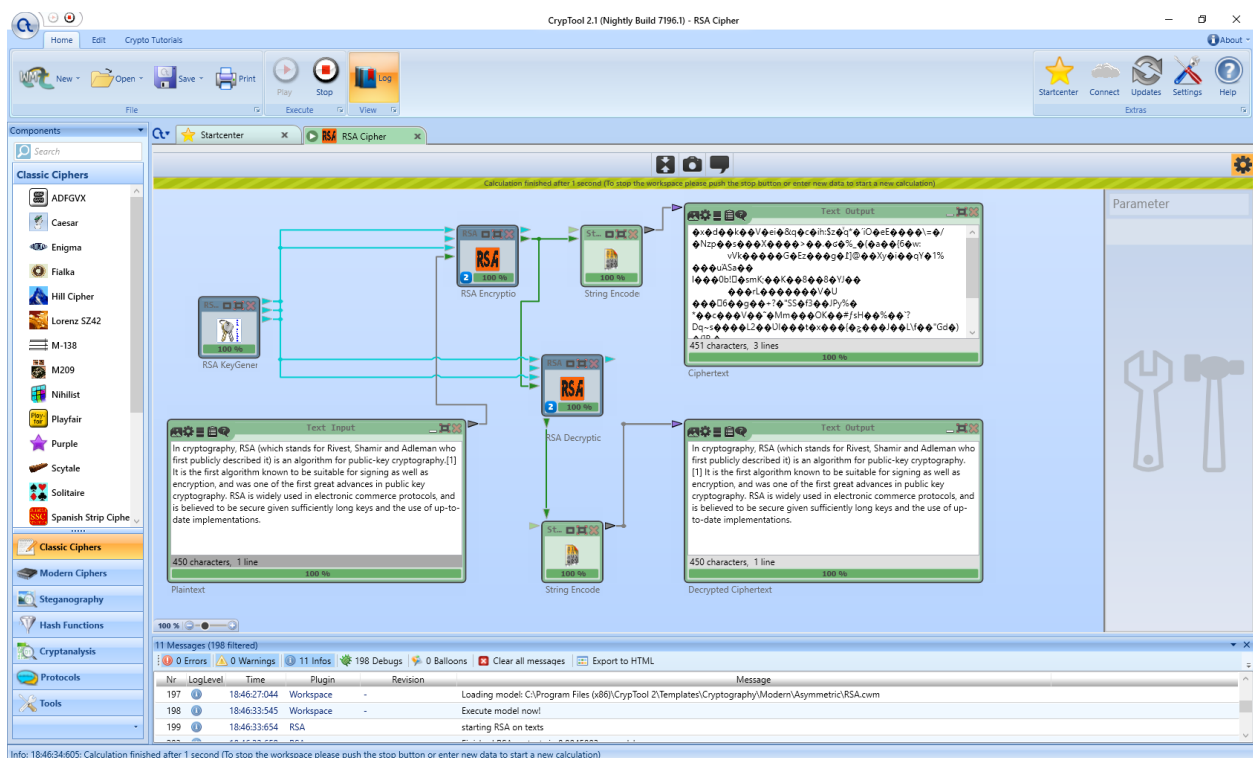 CrypTool 2.1 (Nightly Build 7196.1) - RSA Cipher
Home Edit Crypto Tutorials About
New Open Save Print Play Stop Log Startcenter Connect Updates Settings Help
File Execute View Extras
Components
Startcenter RSA Cipher
Search
Classic Ciphers
ADFGVX
Caesar
Enigma
Fialka
Hill Cipher
Lorenz SZ42
M-138
M209
Nihilist
Playfair
Purple
Scytale
Solitaire
Spanish Strip Ciphe
Classic Ciphers
Modern Ciphers
Steganography
Hash Functions
Cryptanalysis
Protocols
Tools
Calculation finished after 1 second (To stop the workspace please push the stop button or enter new data to start a new calculation)
Parameter
RSA
RSA
2 100 %
RSA Encryptio
St...
100 %
String Encode
Text Output
451 characters, 3 lines
100 %
Ciphertext
RS...
100 %
RSA KeyGener
RSA
RSA
2 100 %
RSA Decryptic
Text Input
In cryptography, RSA (which stands for Rivest, Shamir and Adleman who
first publicly described it) is an algorithm for public-key cryptography.[1]
It is the first algorithm known to be suitable for signing as well as
encryption, and was one of the first great advances in public key
cryptography. RSA is widely used in electronic commerce protocols, and
is believed to be secure given sufficiently long keys and the use of up-to-
date implementations.
450 characters, 1 line
100 %
Plaintext
St...
100 %
String Encode
Text Output
In cryptography, RSA (which stands for Rivest, Shamir and Adleman who
first publicly described it) is an algorithm for public-key cryptography.
[1] It is the first algorithm known to be suitable for signing as well as
encryption, and was one of the first great advances in public key
cryptography. RSA is widely used in electronic commerce protocols, and
is believed to be secure given sufficiently long keys and the use of up-
to-date implementations.
450 characters, 1 line
100 %
Decrypted Ciphertext
100 %
11 Messages (198 filtered)
0 Errors 0 Warnings 11 Infos 198 Debugs 0 Balloons Clear all messages Export to HTML
Nr LogLevel Time Plugin Revision Message
197 18:46:27:044 Workspace - Loading model: C:\Program Files (x86)\CrypTool 2\Templates\Cryptography\Modern\Asymmetric\RSA.cwm
198 18:46:33:545 Workspace Execute model now!
199 18:46:33:654 RSA starting RSA on texts
Info: 18:46:34:605: Calculation finished after 1 second (To stop the workspace please push the stop button or enter new data to start a new calculation)